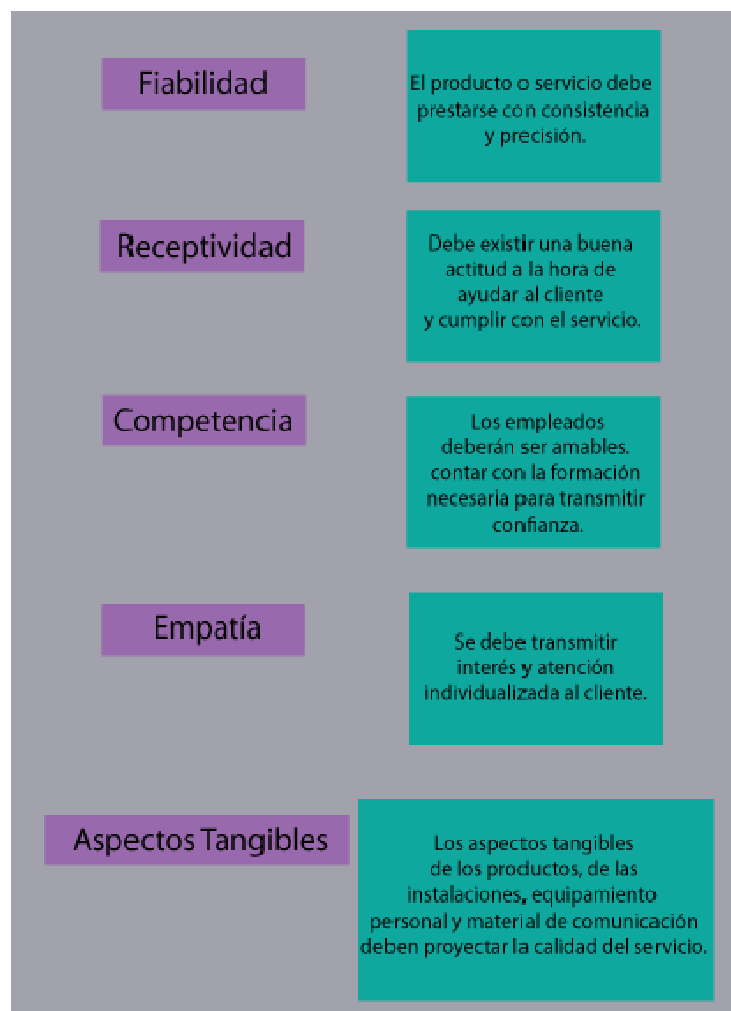 Fiabilidad
El producto o servicio debe
prestarse con consistencia
y precisión.
Receptividad
Debe existir una buena
actitud a la hora de
ayudar al cliente
y cumplir con el servicio.
Competencia
Los empleados
deberán ser amables.
contar con la formación
necesaria para transmitir
confianza.
Empatía
Se debe transmitir
interés y atención
individualizada al cliente.
Aspectos Tangibles
Los aspectos tangibles
de los productos, de las
instalaciones, equipamiento
personal y material de comunicación
deben proyectar la calidad del servicio.